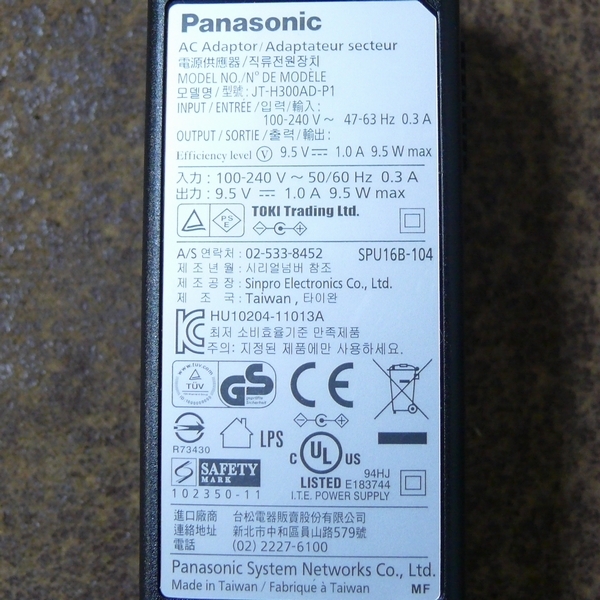 Panasonic
AC Adaptor/Adaptateur secteur
電源供應器/직류전원장치
MODEL NO./N° DE MODÈLE
모델명/型號: JT-H300AD-P1
INPUT / ENTRÉE / 입력 / 輸入 :
100-240 V ∼ 47-63 Hz 0.3 A
OUTPUT / SORTIE / 출력 / 輸出 :
Efficiency level Ⓥ 9.5 V⎓ 1.0 A 9.5 W max
入力 : 100-240 V ∼ 50/60 Hz 0.3 A
出力 : 9.5 V ⎓ 1.0 A 9.5 W max
PSE
TOKI Trading Ltd.
A/S 연락처 : 02-533-8452 SPU16B-104
제 조 년 월 : 시리얼넘버 참조
제 조 공 장 : Sinpro Electronics Co., Ltd.
제 조 국 : Taiwan , 타이완
HU10204-11013A
최저 소비효율기준 만족제품
주의: 지정된 제품에만 사용하세요.
TÜV
GS
CE
R73430
LPS
c UL us
LISTED
94HJ
E183744
I.T.E. POWER SUPPLY
SAFETY
MARK
102350-11
進口廠商 台松電器販賣股份有限公司
連絡地址 新北市中和區員山路579號
電話 (02) 2227-6100
Panasonic System Networks Co., Ltd.
Made in Taiwan / Fabriqué à Taiwan MF